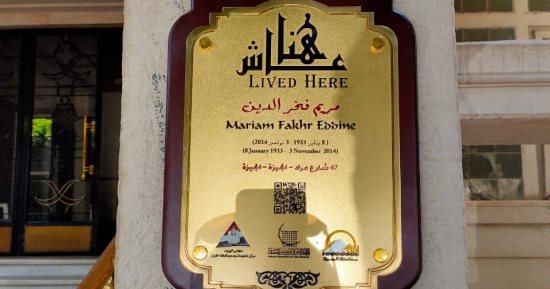 عاش هنا
LIVED HERE
مريم فخر الدين
Mariam Fakhr Eddine
( 8 يناير 1933 - 3 نوفمبر 2014 )
(8 January 1933 - 3 November 2014)
47 شارع مراد - الجيزة - الجيزة